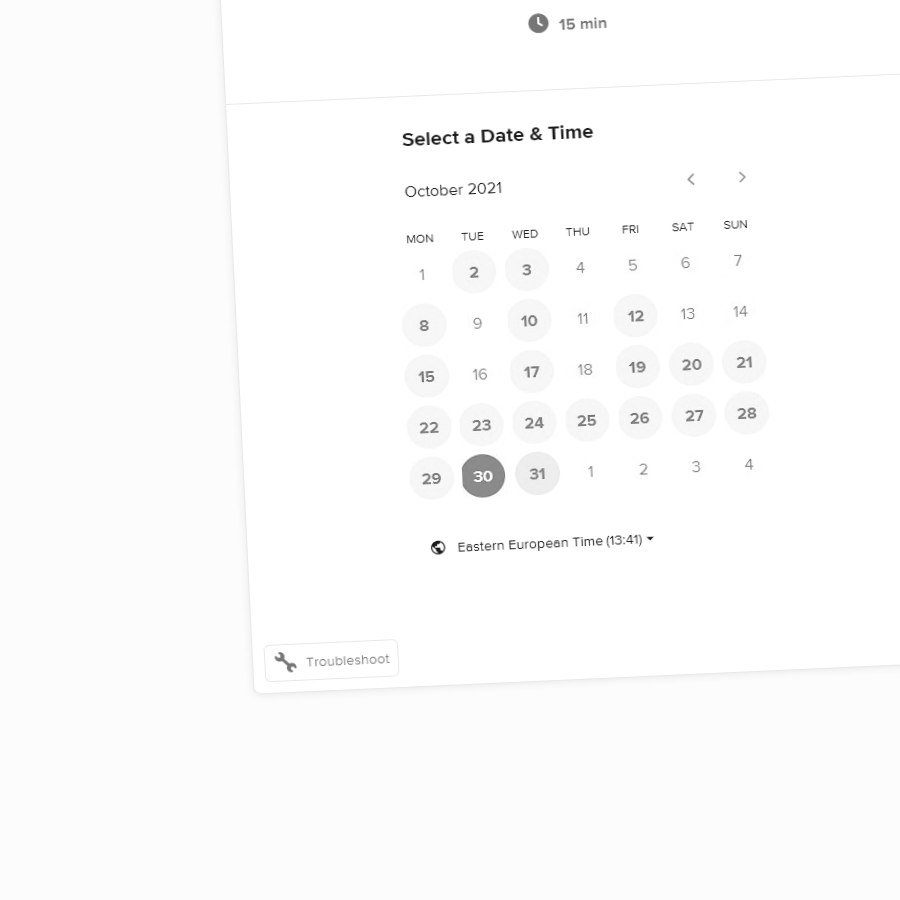 15 min
Select a Date & Time
October 2021
MON TUE WED THU FRI SAT SUN
1 2 3 4 5 6 7
8 9 10 11 12 13 14
15 16 17 18 19 20 21
22 23 24 25 26 27 28
29 30 31 1 2 3 4
Eastern European Time (13:41)
Troubleshoot